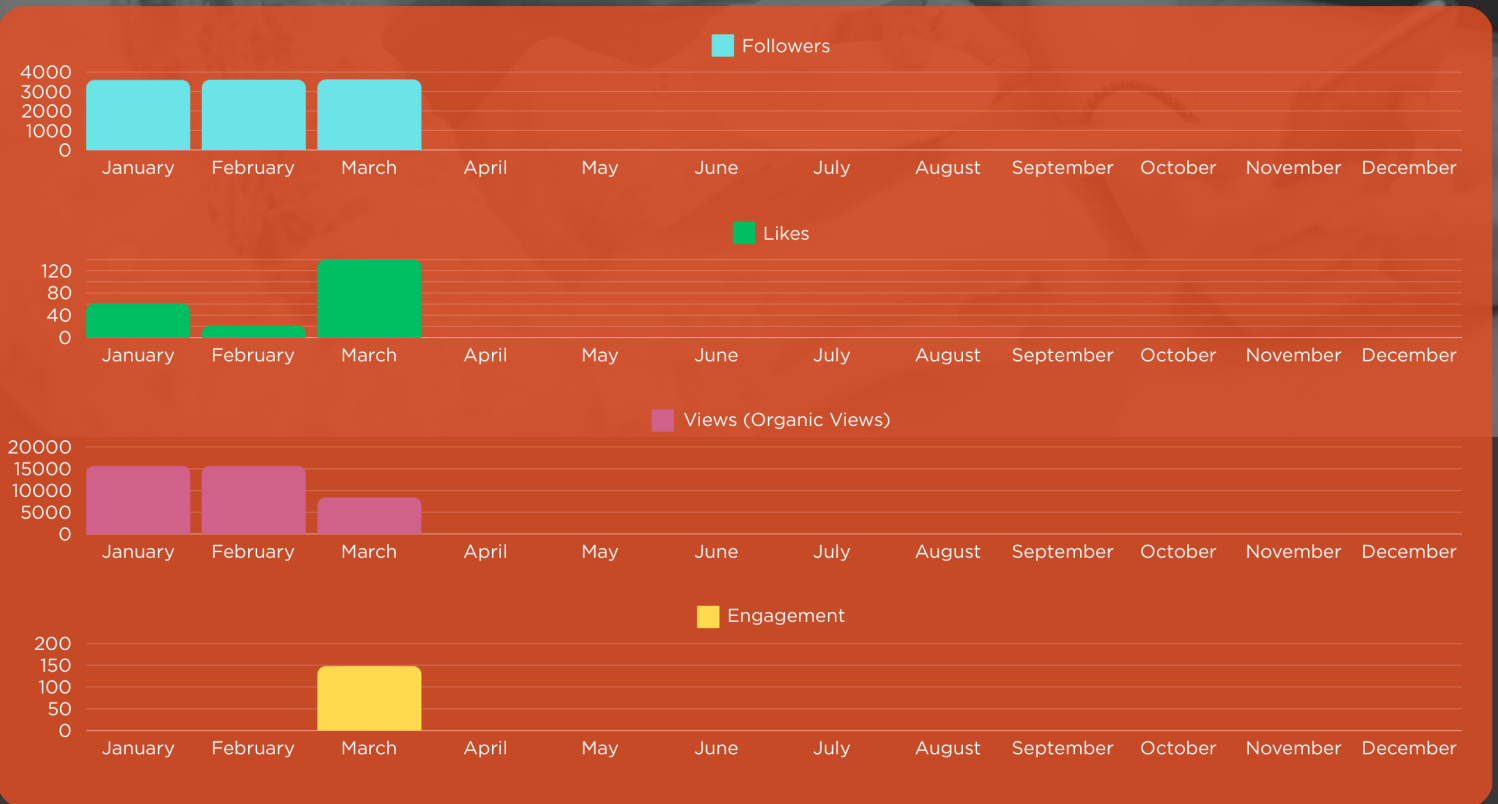 Followers
4000
3000
2000
1000
0
January February March April May June July August September October November December
Likes
120
80
40
0
January February March April May June July August September October November December
Views (Organic Views)
20000
15000
10000
5000
0
January February March April May June July August September October November December
Engagement
200
150
100
50
0
January February March April May June July August September October November December